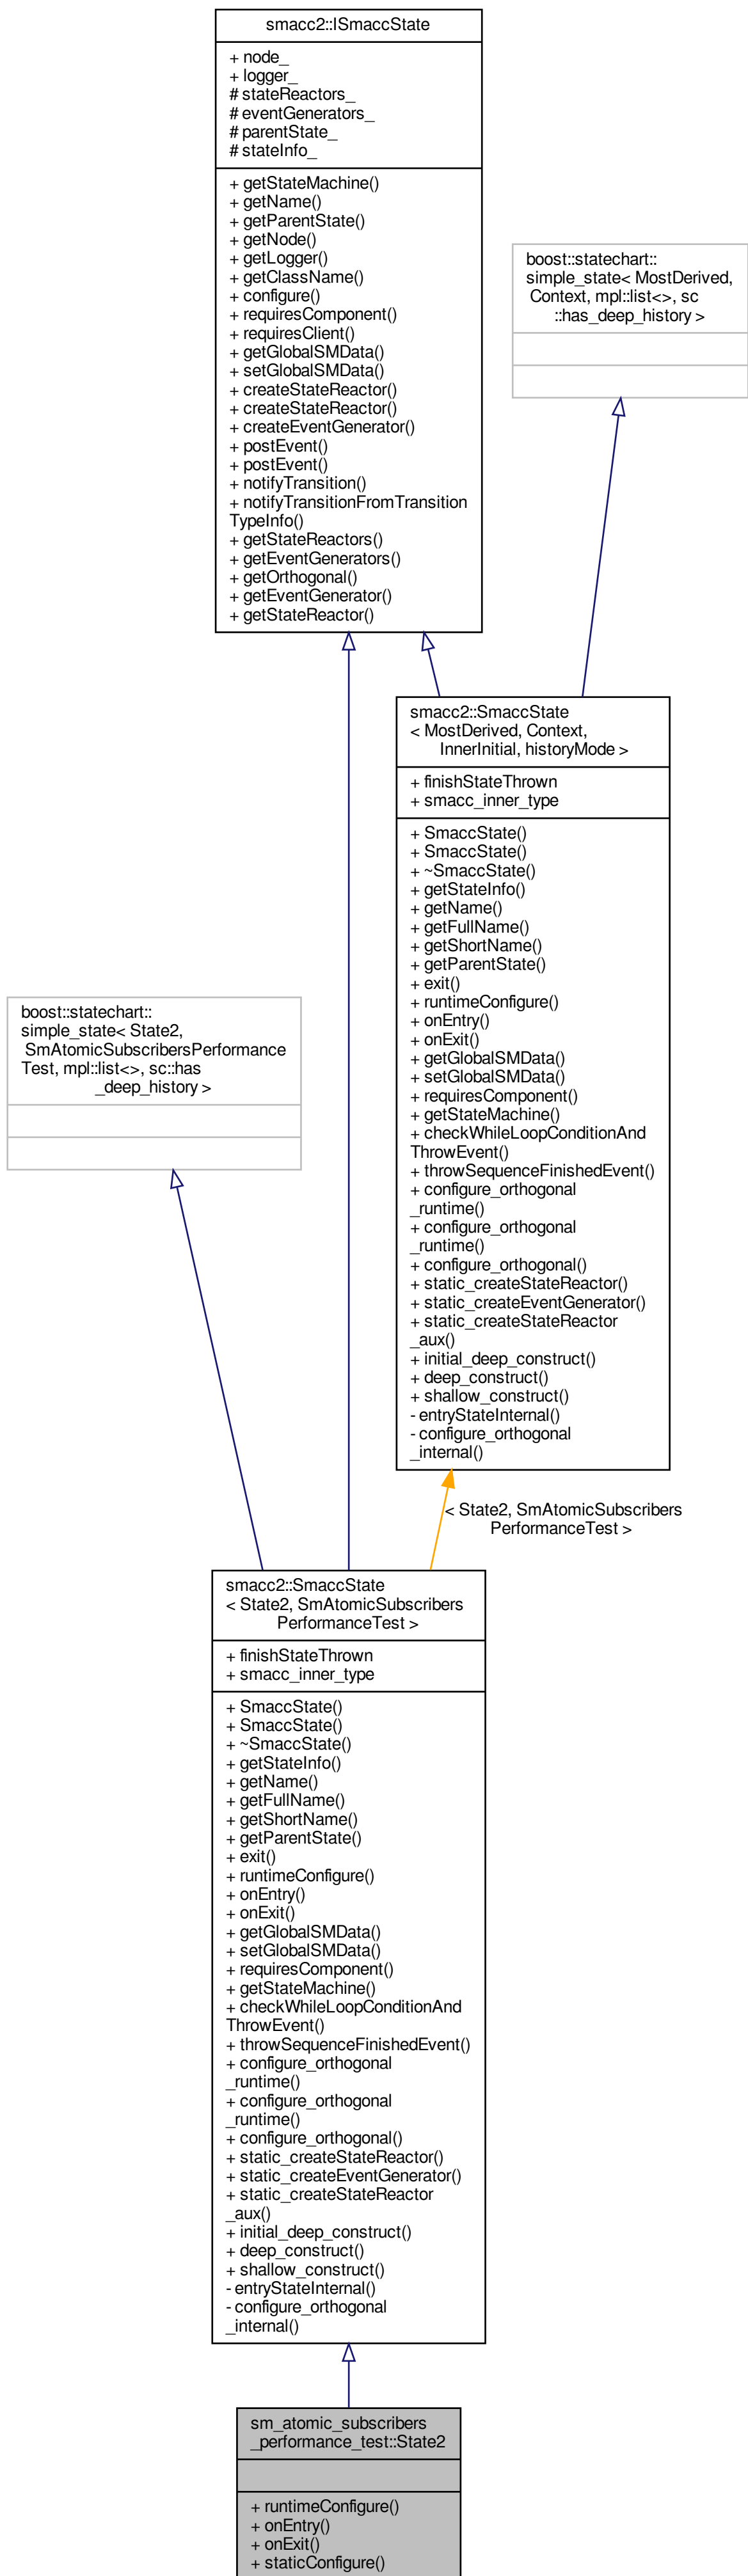 smacc2::ISmaccState
+ node_
+ logger_
# stateReactors_
# eventGenerators_
# parentState_
# stateInfo_
+ getStateMachine()
+ getName()
+ getParentState()
+ getNode()
+ getLogger()
+ getClassName()
+ configure()
+ requiresComponent()
+ requiresClient()
+ getGlobalSMData()
+ setGlobalSMData()
+ createStateReactor()
+ createStateReactor()
+ createEventGenerator()
+ postEvent()
+ postEvent()
+ notifyTransition()
+ notifyTransitionFromTransition
TypeInfo()
+ getStateReactors()
+ getEventGenerators()
+ getOrthogonal()
+ getEventGenerator()
+ getStateReactor()
boost::statechart::
simple_state< MostDerived,
Context, mpl::list<>, sc
::has_deep_history >
smacc2::SmaccState
< MostDerived, Context,
InnerInitial, historyMode >
+ finishStateThrown
+ smacc_inner_type
+ SmaccState()
+ SmaccState()
+ ~SmaccState()
+ getStateInfo()
+ getName()
+ getFullName()
+ getShortName()
+ getParentState()
+ exit()
+ runtimeConfigure()
+ onEntry()
+ onExit()
+ getGlobalSMData()
+ setGlobalSMData()
+ requiresComponent()
+ getStateMachine()
+ checkWhileLoopConditionAnd
ThrowEvent()
+ throwSequenceFinishedEvent()
+ configure_orthogonal
_runtime()
+ configure_orthogonal
_runtime()
+ configure_orthogonal()
+ static_createStateReactor()
+ static_createEventGenerator()
+ static_createStateReactor
_aux()
+ initial_deep_construct()
+ deep_construct()
+ shallow_construct()
- entryStateInternal()
- configure_orthogonal
_internal()
boost::statechart::
simple_state< State2,
SmAtomicSubscribersPerformance
Test, mpl::list<>, sc::has
_deep_history >
< State2, SmAtomicSubscribers
PerformanceTest >
smacc2::SmaccState
< State2, SmAtomicSubscribers
PerformanceTest >
+ finishStateThrown
+ smacc_inner_type
+ SmaccState()
+ SmaccState()
+ ~SmaccState()
+ getStateInfo()
+ getName()
+ getFullName()
+ getShortName()
+ getParentState()
+ exit()
+ runtimeConfigure()
+ onEntry()
+ onExit()
+ getGlobalSMData()
+ setGlobalSMData()
+ requiresComponent()
+ getStateMachine()
+ checkWhileLoopConditionAnd
ThrowEvent()
+ throwSequenceFinishedEvent()
+ configure_orthogonal
_runtime()
+ configure_orthogonal
_runtime()
+ configure_orthogonal()
+ static_createStateReactor()
+ static_createEventGenerator()
+ static_createStateReactor
_aux()
+ initial_deep_construct()
+ deep_construct()
+ shallow_construct()
- entryStateInternal()
- configure_orthogonal
_internal()
sm_atomic_subscribers
_performance_test::State2
+ runtimeConfigure()
+ onEntry()
+ onExit()
+ staticConfigure()